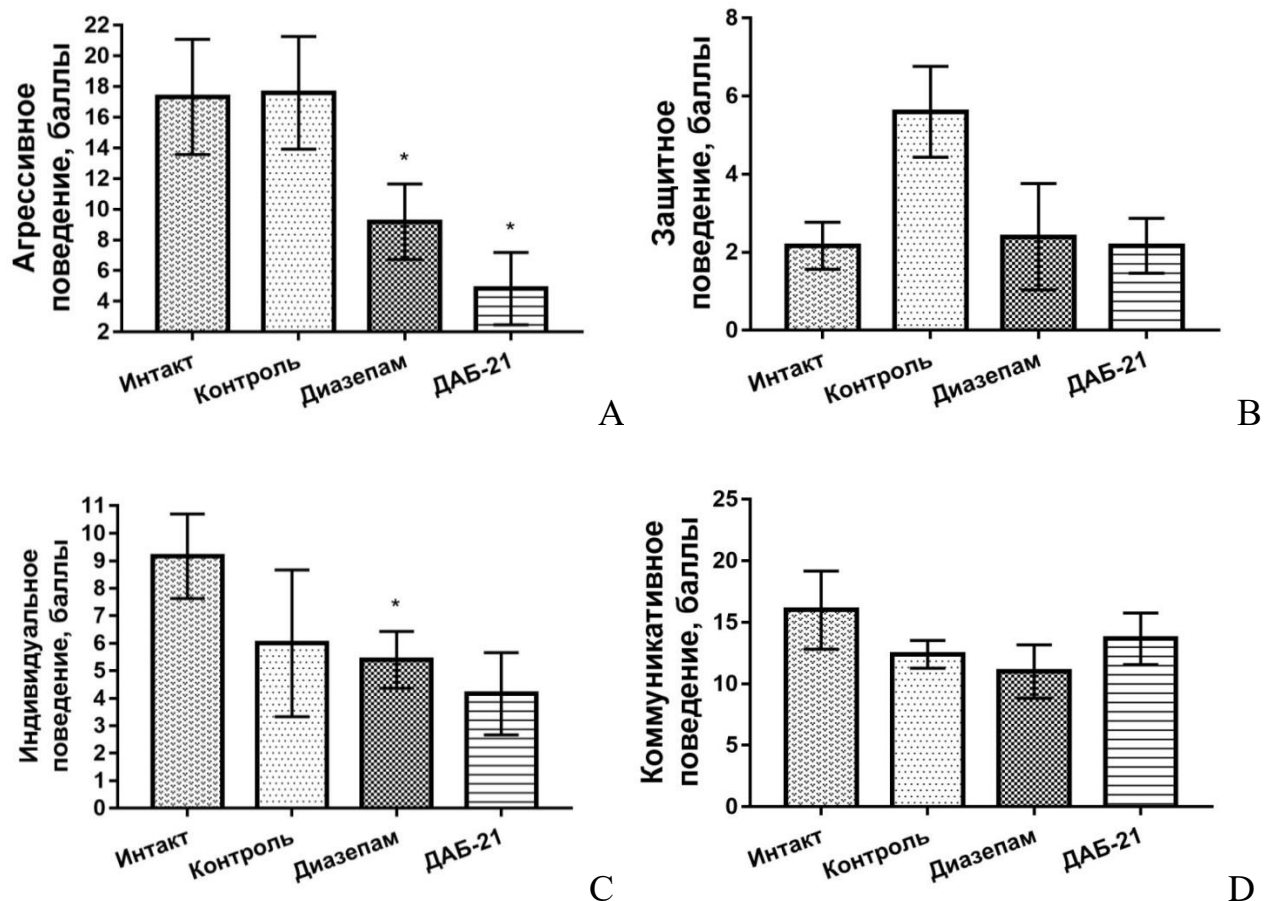 Агрессивное
поведение, баллы
22
20
18
16
14
12
10
8
6
4
2
*
*
Интакт
Контроль
Диазепам
ДАБ-21
A
Защитное
поведение, баллы
8
6
4
2
0
Интакт
Контроль
Диазепам
ДАБ-21
B
Индивидуальное
поведение, баллы
11
10
9
8
7
6
5
4
3
2
1
0
*
Интакт
Контроль
Диазепам
ДАБ-21
C
Коммуникативное
поведение, баллы
25
20
15
10
5
0
Интакт
Контроль
Диазепам
ДАБ-21
D